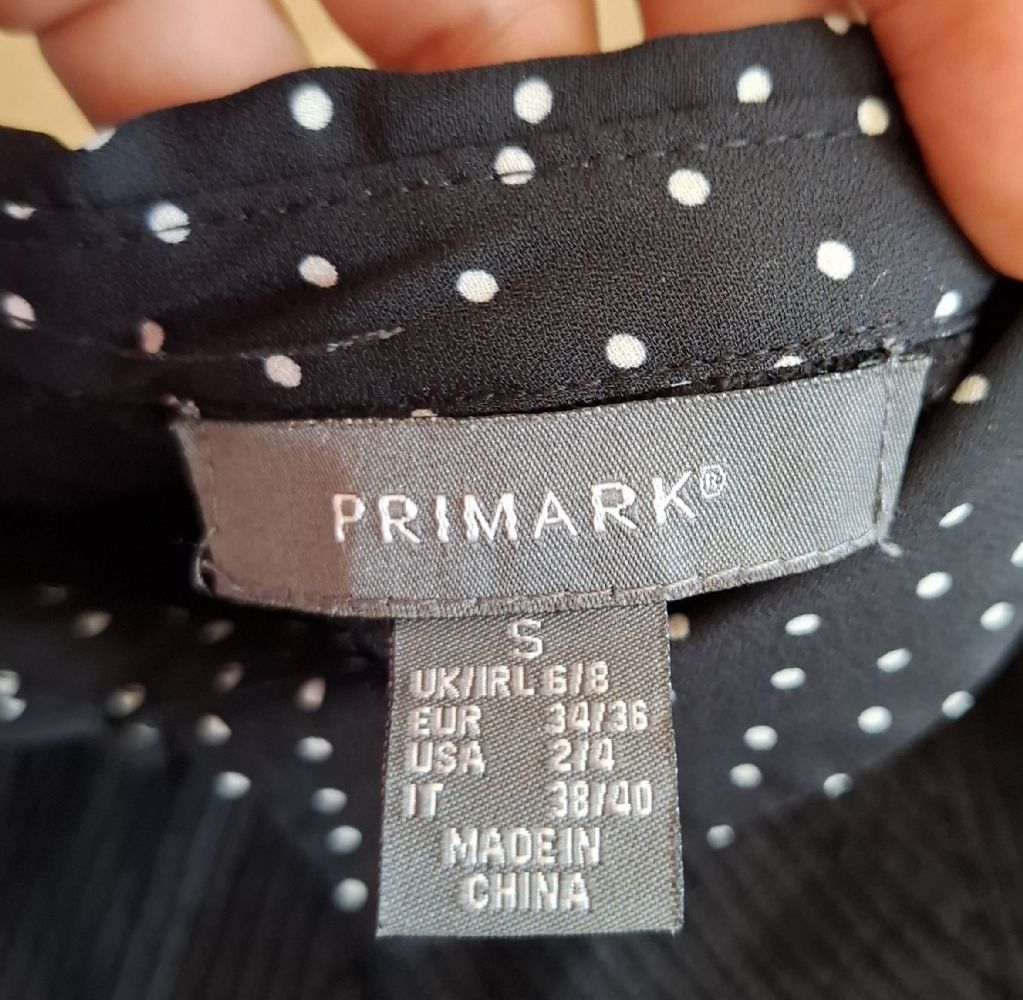 PRIMARK®
S
UK/IRL 6/8
EUR 34/36
USA 2/4
IT 38/40
MADE IN
CHINA